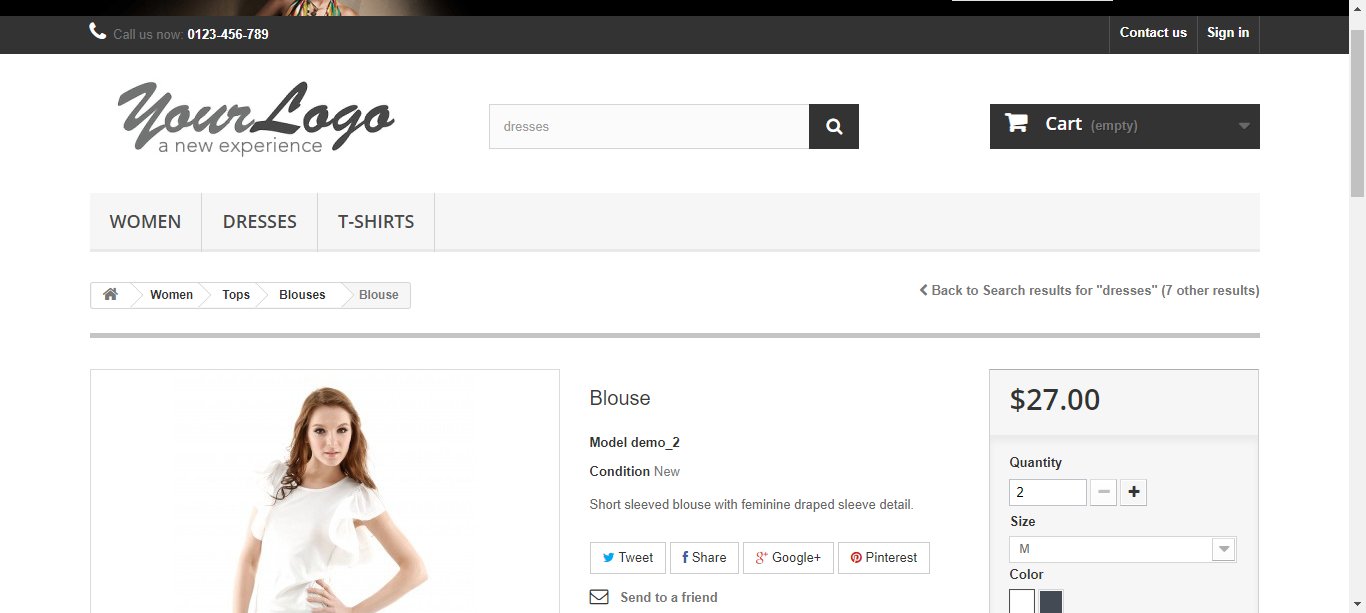 Call us now: 0123-456-789
Contact us
Sign in
YourLogo
a new experience
dresses
Cart (empty)
WOMEN
DRESSES
T-SHIRTS
Women
Tops
Blouses
Blouse
Back to Search results for "dresses" (7 other results)
Blouse
Model demo_2
Condition New
Short sleeved blouse with feminine draped sleeve detail.
Tweet
Share
Google+
Pinterest
Send to a friend
$27.00
Quantity
2
Size
M
Color